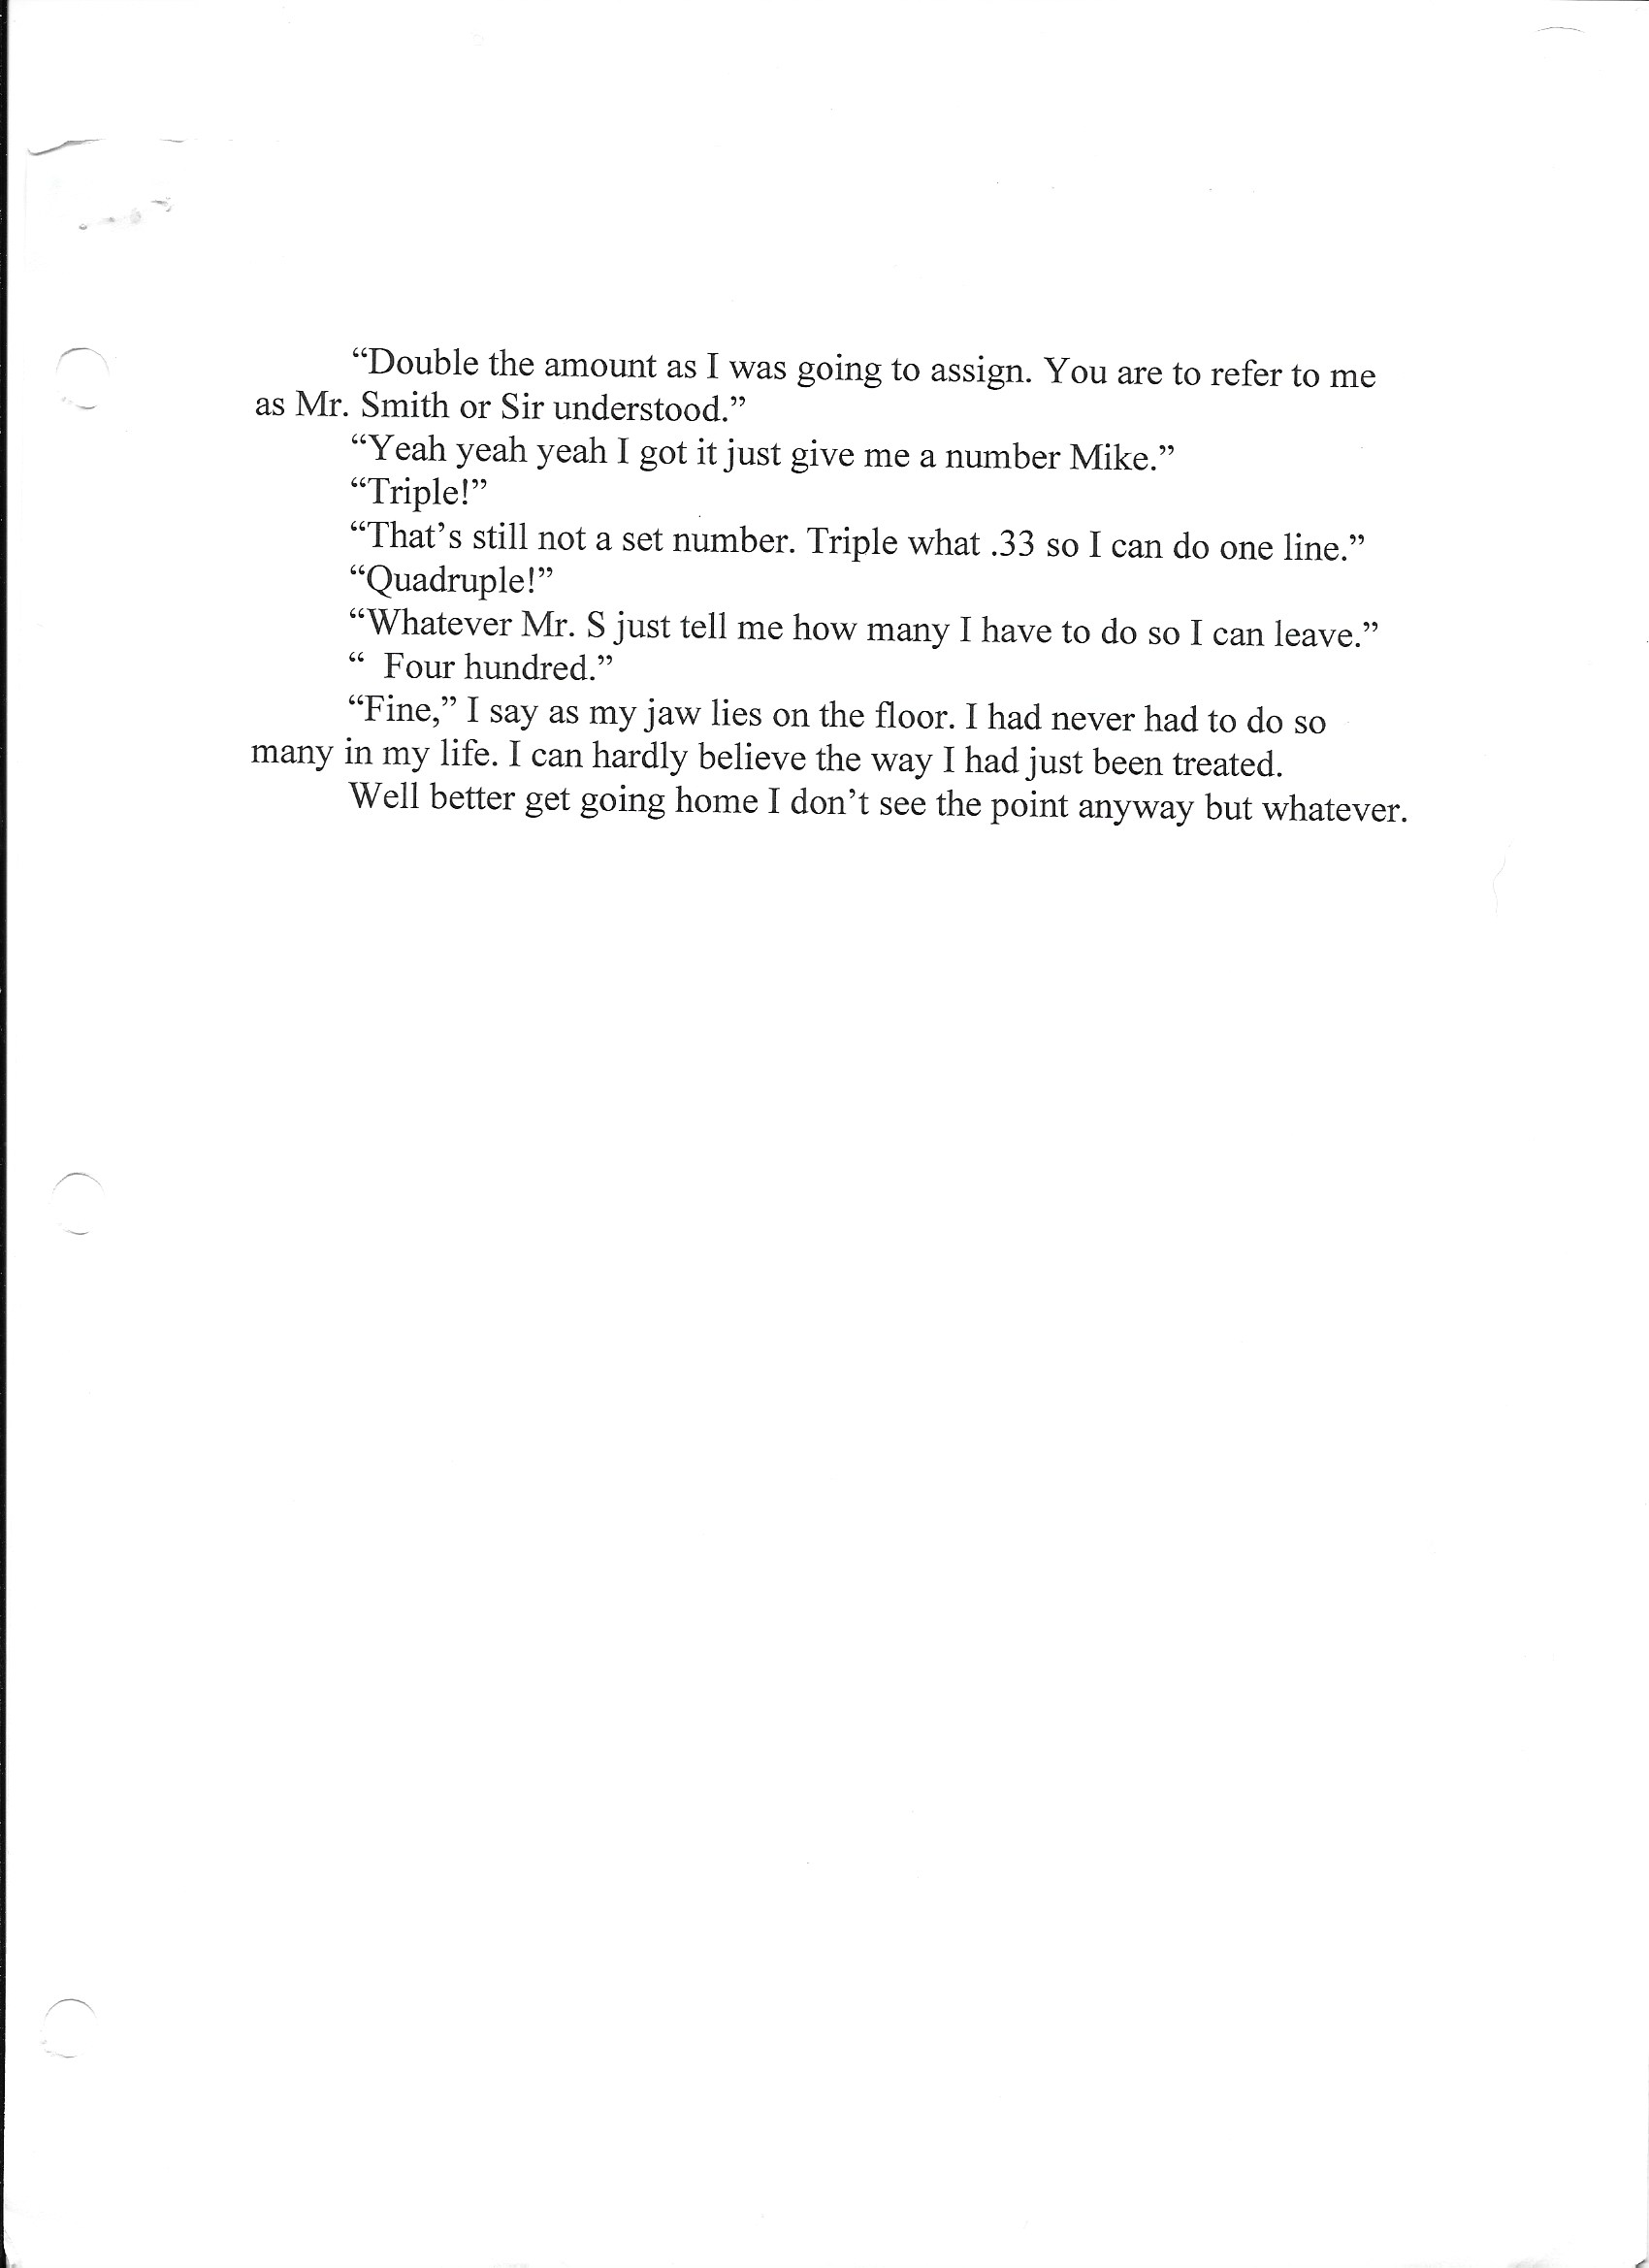 “Double the amount as I was going to assign. You are to refer to me
as Mr. Smith or Sir understood.”
“Yeah yeah yeah I got it just give me a number Mike.”
“Triple!”
“That’s still not a set number. Triple what .33 so I can do one line.”
“Quadruple!”
“Whatever Mr. S just tell me how many I have to do so I can leave.”
“ Four hundred.”
“Fine,” I say as my jaw lies on the floor. I had never had to do so
many in my life. I can hardly believe the way I had just been treated.
Well better get going home I don’t see the point anyway but whatever.